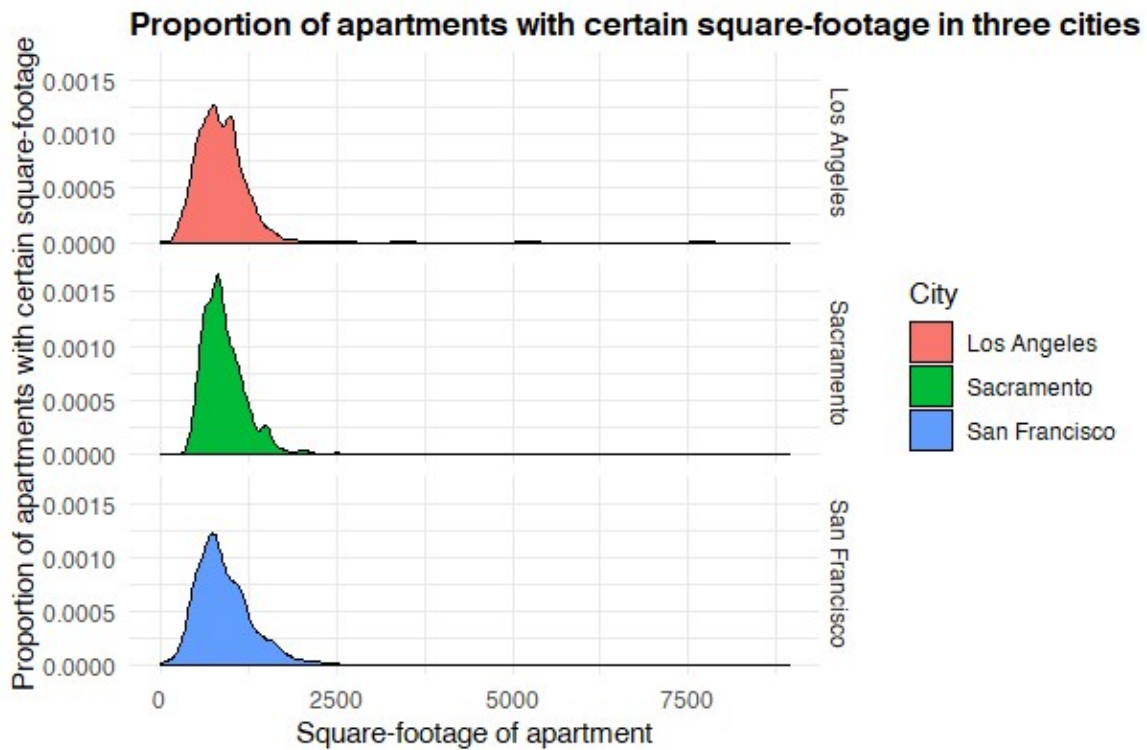 Proportion of apartments with certain square-footage in three cities
Proportion of apartments with certain square-footage
0.0015
0.0010
0.0005
0.0000
Los Angeles
0.0015
0.0010
0.0005
0.0000
Sacramento
0.0015
0.0010
0.0005
0.0000
San Francisco
0
2500
5000
7500
Square-footage of apartment
City
Los Angeles
Sacramento
San Francisco